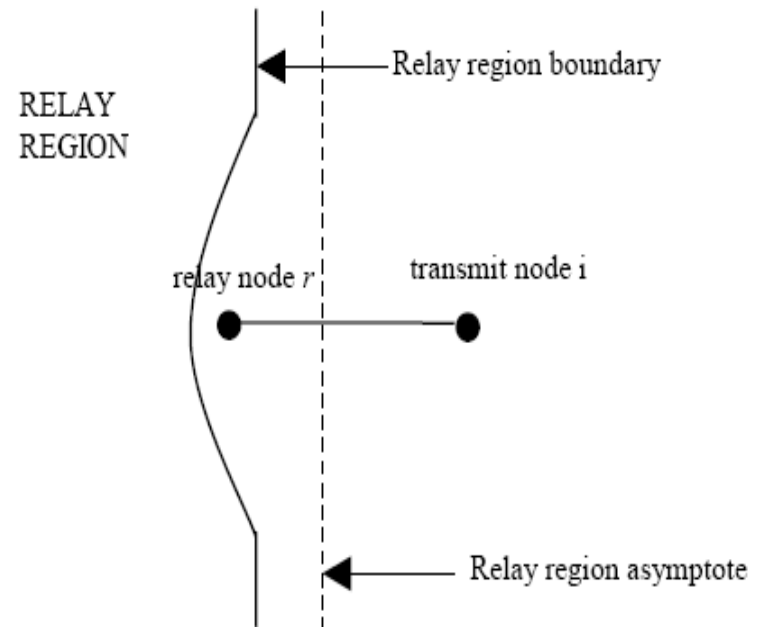 Relay region boundary
RELAY
REGION
relay node r
transmit node i
Relay region asymptote